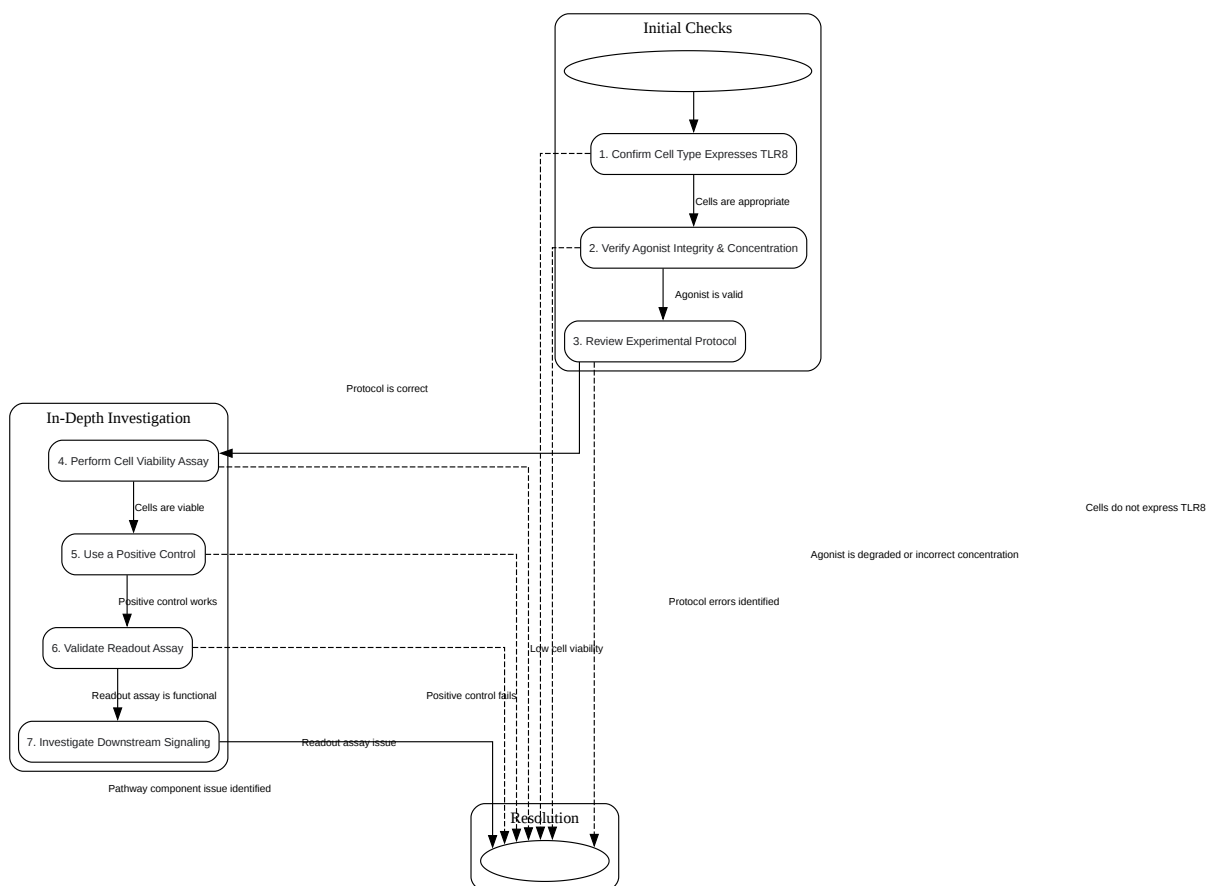 Initial Checks
1. Confirm Cell Type Expresses TLR8
Cells are appropriate
2. Verify Agonist Integrity & Concentration
Agonist is valid
3. Review Experimental Protocol
Protocol is correct
In-Depth Investigation
4. Perform Cell Viability Assay
Cells are viable
Cells do not express TLR8
5. Use a Positive Control
Agonist is degraded or incorrect concentration
Positive control works
Protocol errors identified
6. Validate Readout Assay
Low cell viability
Readout assay is functional
Positive control fails
7. Investigate Downstream Signaling
Readout assay issue
Pathway component issue identified
Resolution